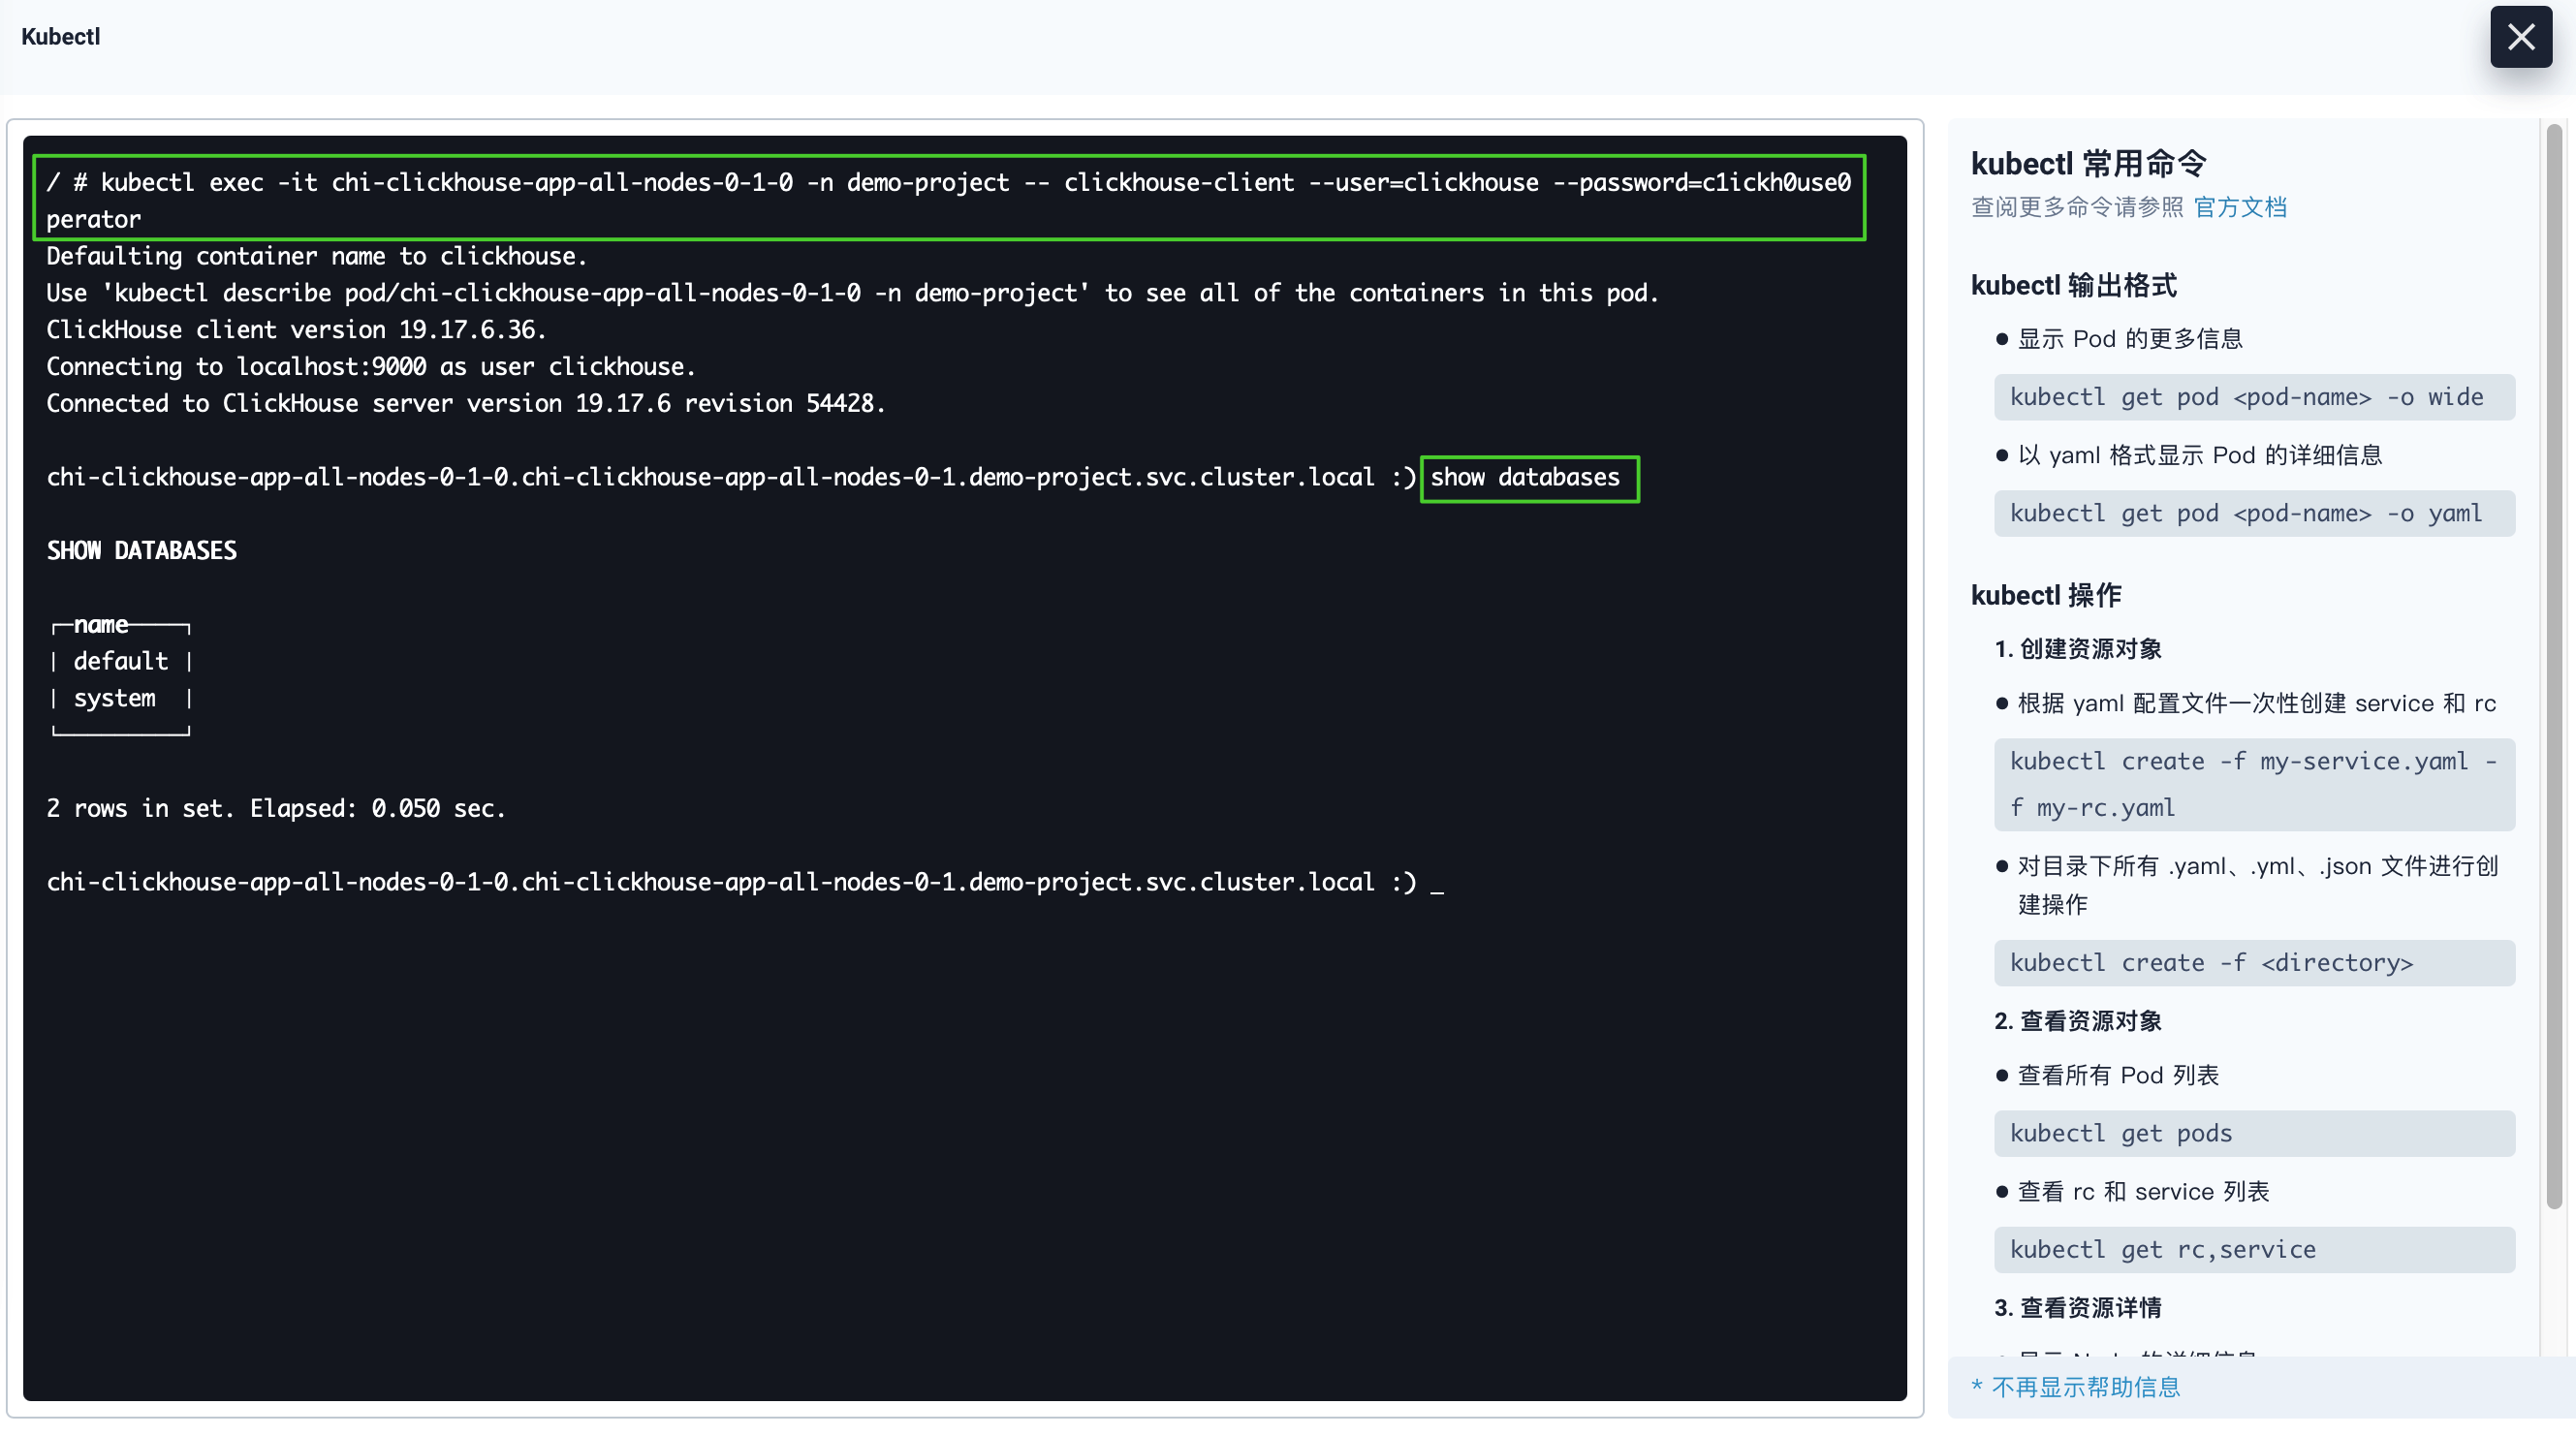 Kubectl
/ # kubectl exec -it chi-clickhouse-app-all-nodes-0-1-0 -n demo-project -- clickhouse-client --user=clickhouse --password=c1ickh0use0
perator
Defaulting container name to clickhouse.
Use 'kubectl describe pod/chi-clickhouse-app-all-nodes-0-1-0 -n demo-project' to see all of the containers in this pod.
ClickHouse client version 19.17.6.36.
Connecting to localhost:9000 as user clickhouse.
Connected to ClickHouse server version 19.17.6 revision 54428.
chi-clickhouse-app-all-nodes-0-1-0.chi-clickhouse-app-all-nodes-0-1.demo-project.svc.cluster.local :) show databases
SHOW DATABASES
┌─name────┐
│ default │
│ system  │
└─────────┘
2 rows in set. Elapsed: 0.050 sec.
chi-clickhouse-app-all-nodes-0-1-0.chi-clickhouse-app-all-nodes-0-1.demo-project.svc.cluster.local :) _
kubectl 常用命令
查阅更多命令请参照 官方文档
kubectl 输出格式
● 显示 Pod 的更多信息
kubectl get pod <pod-name> -o wide
● 以 yaml 格式显示 Pod 的详细信息
kubectl get pod <pod-name> -o yaml
kubectl 操作
1. 创建资源对象
● 根据 yaml 配置文件一次性创建 service 和 rc
kubectl create -f my-service.yaml -
f my-rc.yaml
● 对目录下所有 .yaml、.yml、.json 文件进行创
建操作
kubectl create -f <directory>
2. 查看资源对象
● 查看所有 Pod 列表
kubectl get pods
● 查看 rc 和 service 列表
kubectl get rc,service
3. 查看资源详情
● 显示 Node 的详细信息
* 不再显示帮助信息